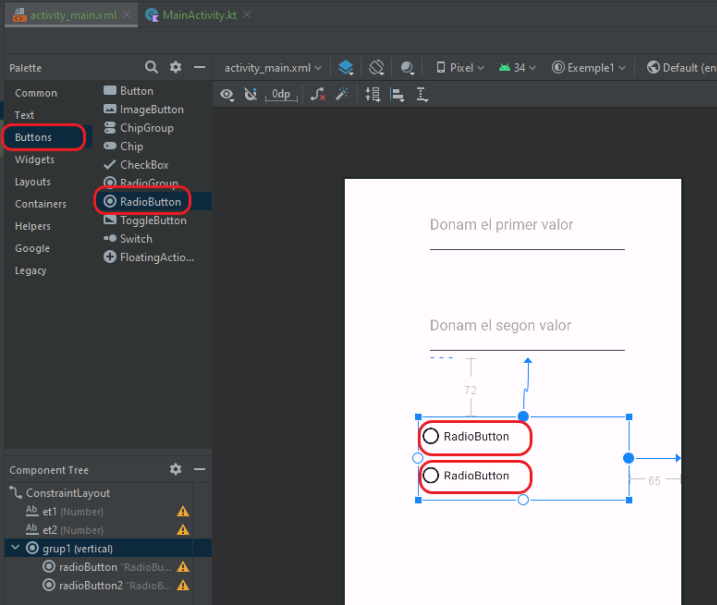 activity_main.xml MainActivity.kt
Palette
activity_main.xml Pixel 34 Exemple1 Default (en
0dp
Common
Text
Buttons
Widgets
Layouts
Containers
Helpers
Google
Legacy
Button
ImageButton
ChipGroup
Chip
CheckBox
RadioGroup
RadioButton
ToggleButton
Switch
FloatingActio...
Donam el primer valor
Donam el segon valor
72
RadioButton
RadioButton
65
Component Tree
ConstraintLayout
Ab et1 (Number)
Ab et2 (Number)
grup1 (vertical)
radioButton "RadioBu...
radioButton2 "RadioB...